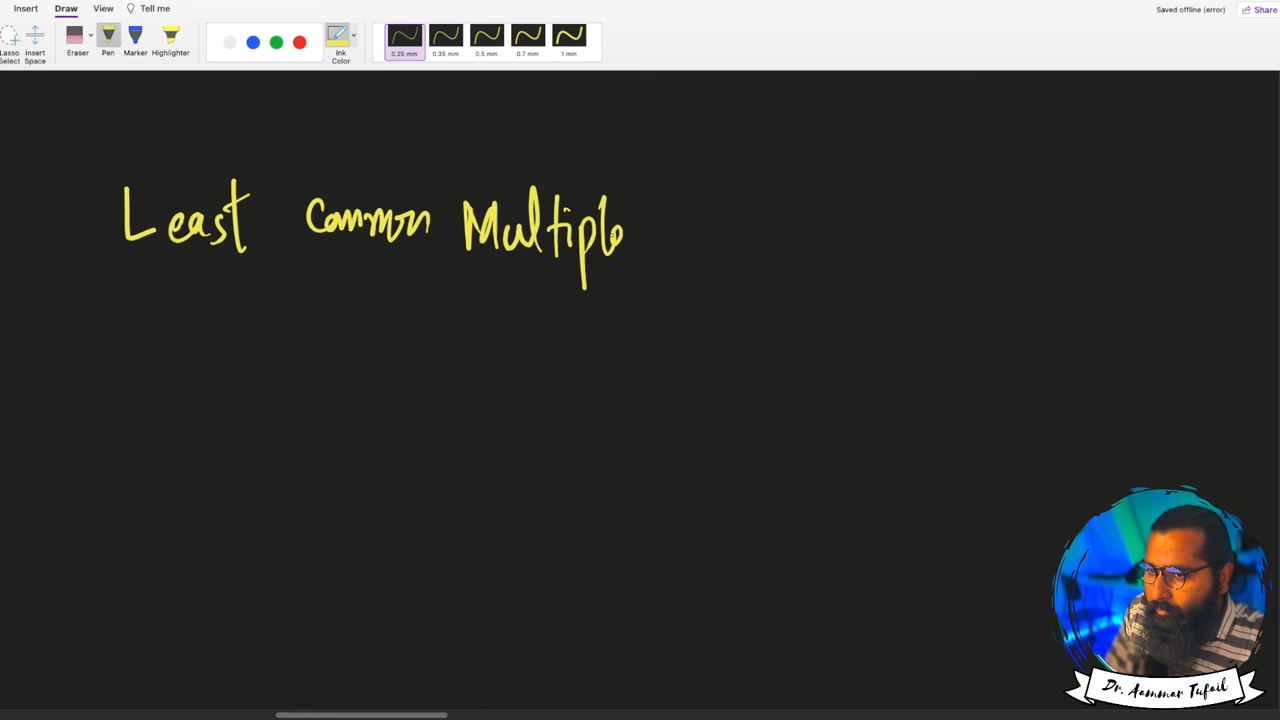 Insert Draw View Tell me Saved offline (error) Share
Lasso Select Insert Space Eraser Pen Marker Highlighter Ink Color 0.25 mm 0.35 mm 0.5 mm 0.7 mm 1 mm
Least Common Multiple
Dr. Aammar Tufail